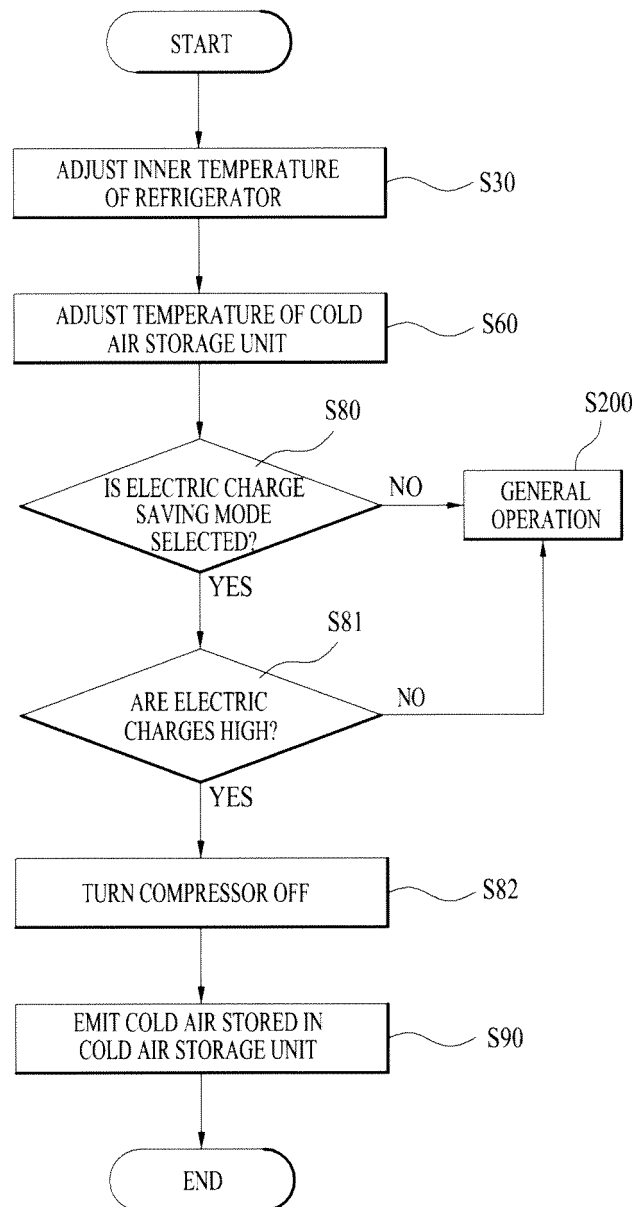 START
ADJUST INNER TEMPERATURE
OF REFRIGERATOR
S30
ADJUST TEMPERATURE OF COLD
AIR STORAGE UNIT
S60
S80
IS ELECTRIC CHARGE
SAVING MODE
SELECTED?
NO
S200
GENERAL
OPERATION
YES
S81
ARE ELECTRIC
CHARGES HIGH?
NO
YES
TURN COMPRESSOR OFF
S82
EMIT COLD AIR STORED IN
COLD AIR STORAGE UNIT
S90
END